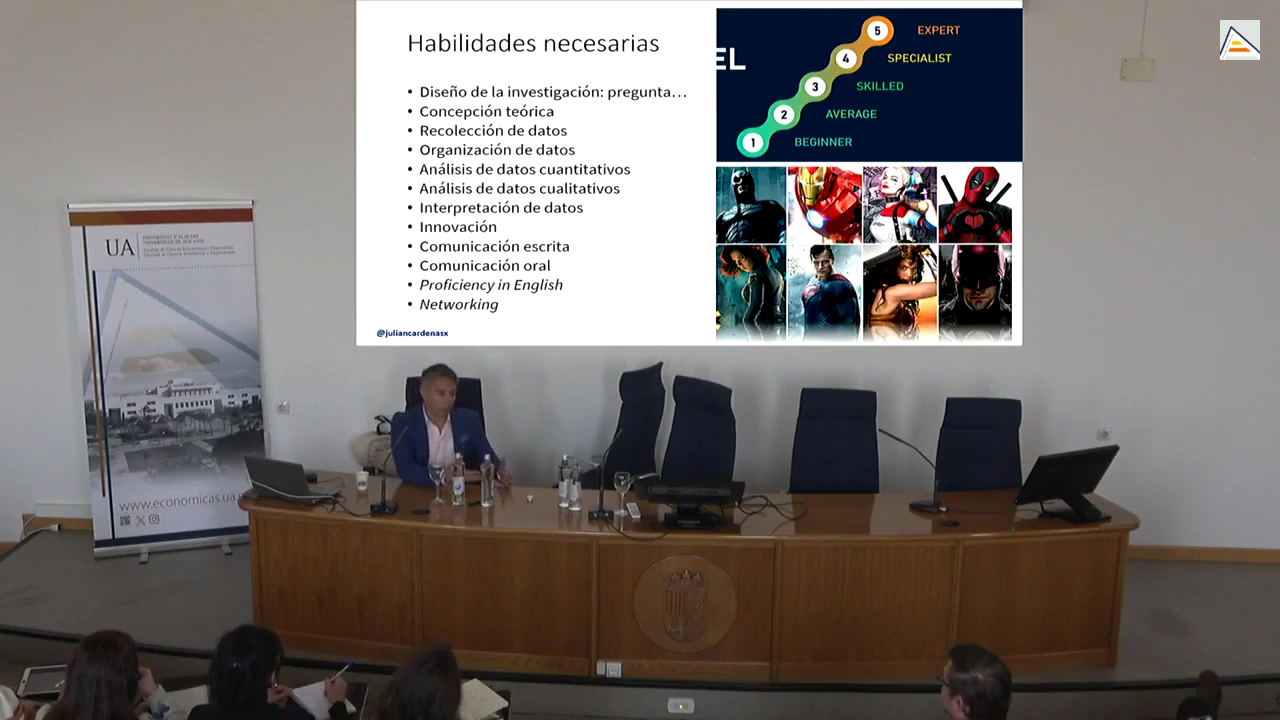 Habilidades necesarias
• Diseño de la investigación: pregunta…
• Concepción teórica
• Recolección de datos
• Organización de datos
• Análisis de datos cuantitativos
• Análisis de datos cualitativos
• Interpretación de datos
• Innovación
• Comunicación escrita
• Comunicación oral
• Proficiency in English
• Networking
@juliancardenasx
EL
5 EXPERT
4 SPECIALIST
3 SKILLED
2 AVERAGE
1 BEGINNER
UA
www.economicas.ua.